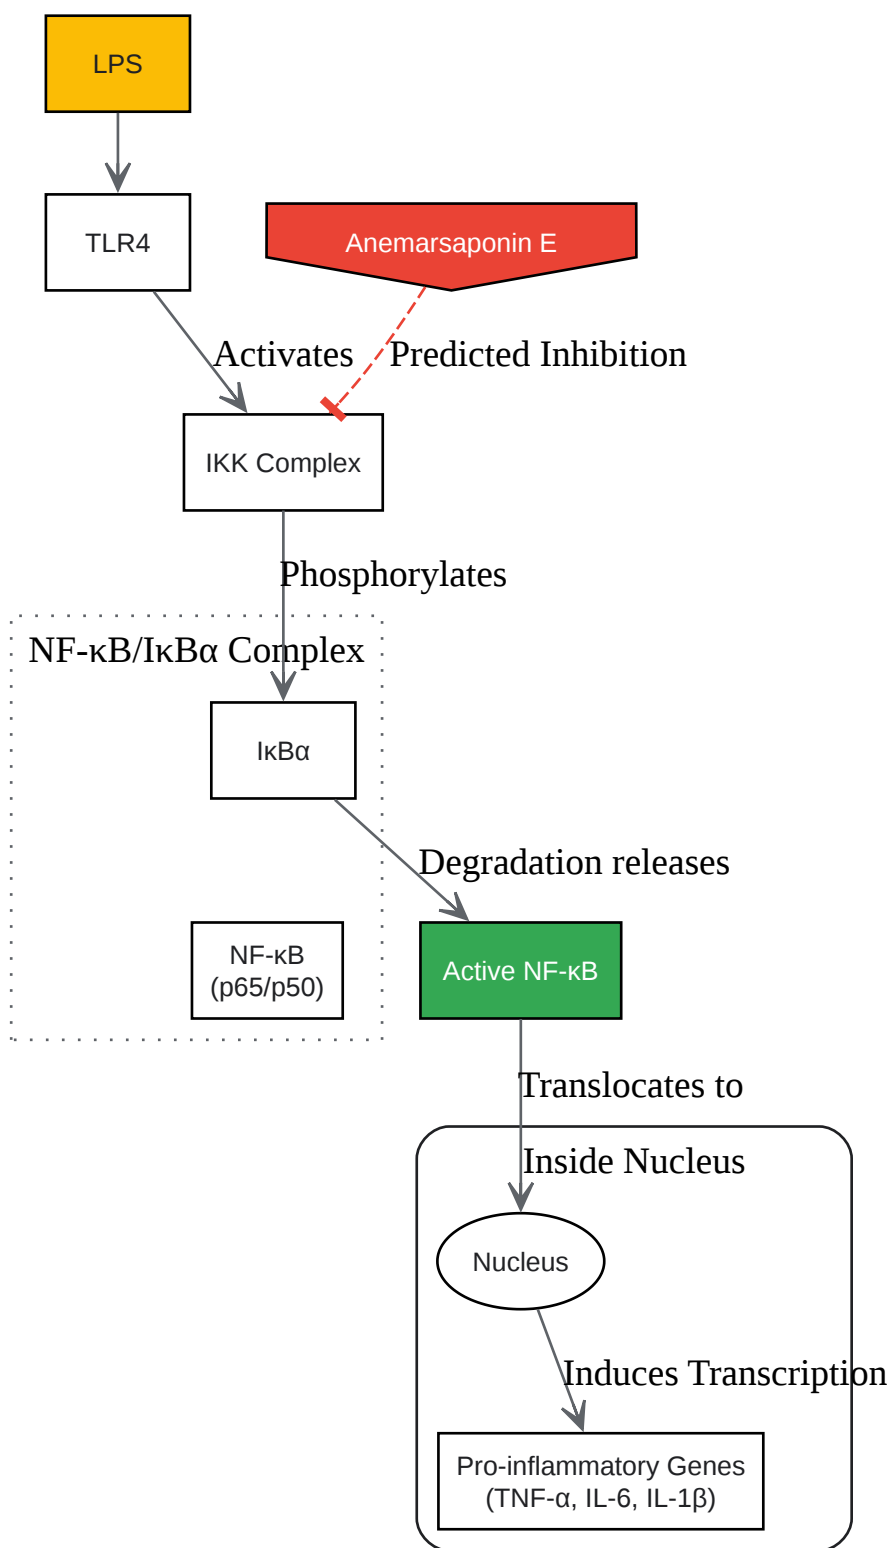 LPS
TLR4
Anemarsaponin E
Activates
Predicted Inhibition
IKK Complex
Phosphorylates
NF-κB/IκBα Complex
IκBα
Degradation releases
NF-κB
(p65/p50)
Active NF-κB
Translocates to
Inside Nucleus
Nucleus
Induces Transcription
Pro-inflammatory Genes
(TNF-α, IL-6, IL-1β)